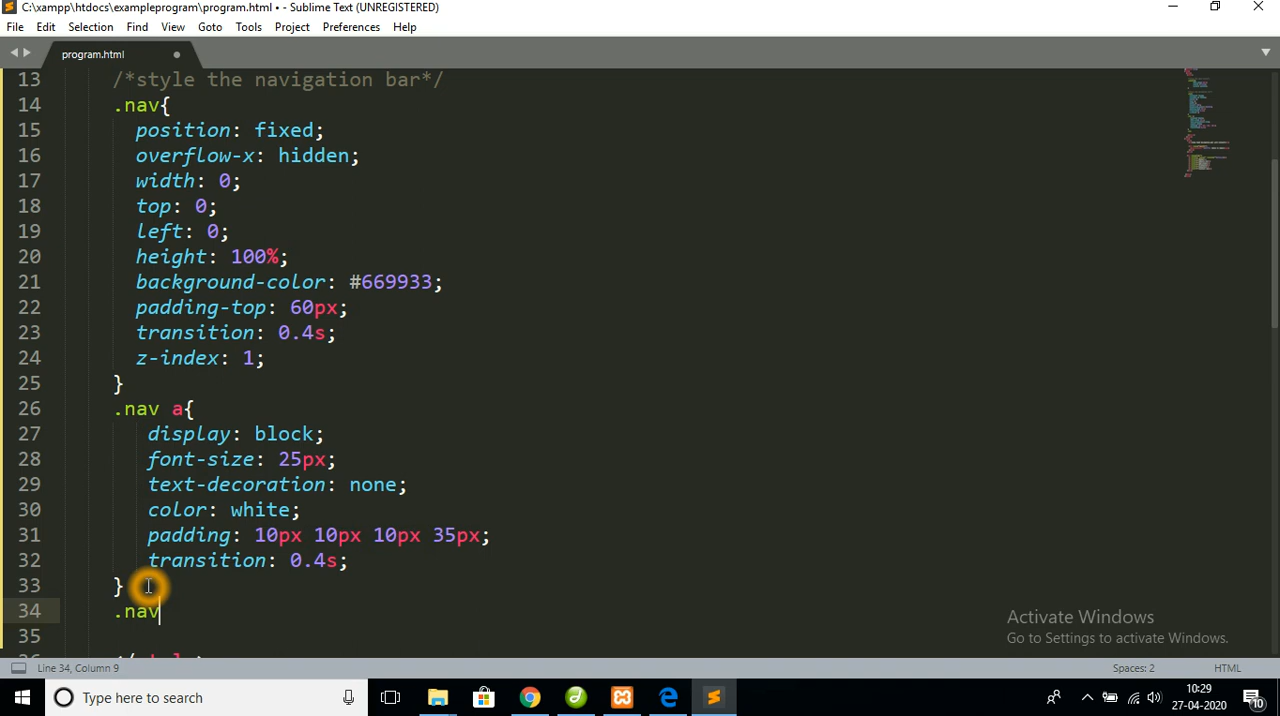 C:\xampp\htdocs\exampleprogram\program.html • - Sublime Text (UNREGISTERED)
File Edit Selection Find View Goto Tools Project Preferences Help
program.html
13 /*style the navigation bar*/
14 .nav{
15 position: fixed;
16 overflow-x: hidden;
17 width: 0;
18 top: 0;
19 left: 0;
20 height: 100%;
21 background-color: #669933;
22 padding-top: 60px;
23 transition: 0.4s;
24 z-index: 1;
25 }
26 .nav a{
27 display: block;
28 font-size: 25px;
29 text-decoration: none;
30 color: white;
31 padding: 10px 10px 10px 35px;
32 transition: 0.4s;
33 }
34 .nav
35
Activate Windows
Go to Settings to activate Windows.
Line 34, Column 9 Spaces: 2 HTML
Type here to search
10:29
27-04-2020
10